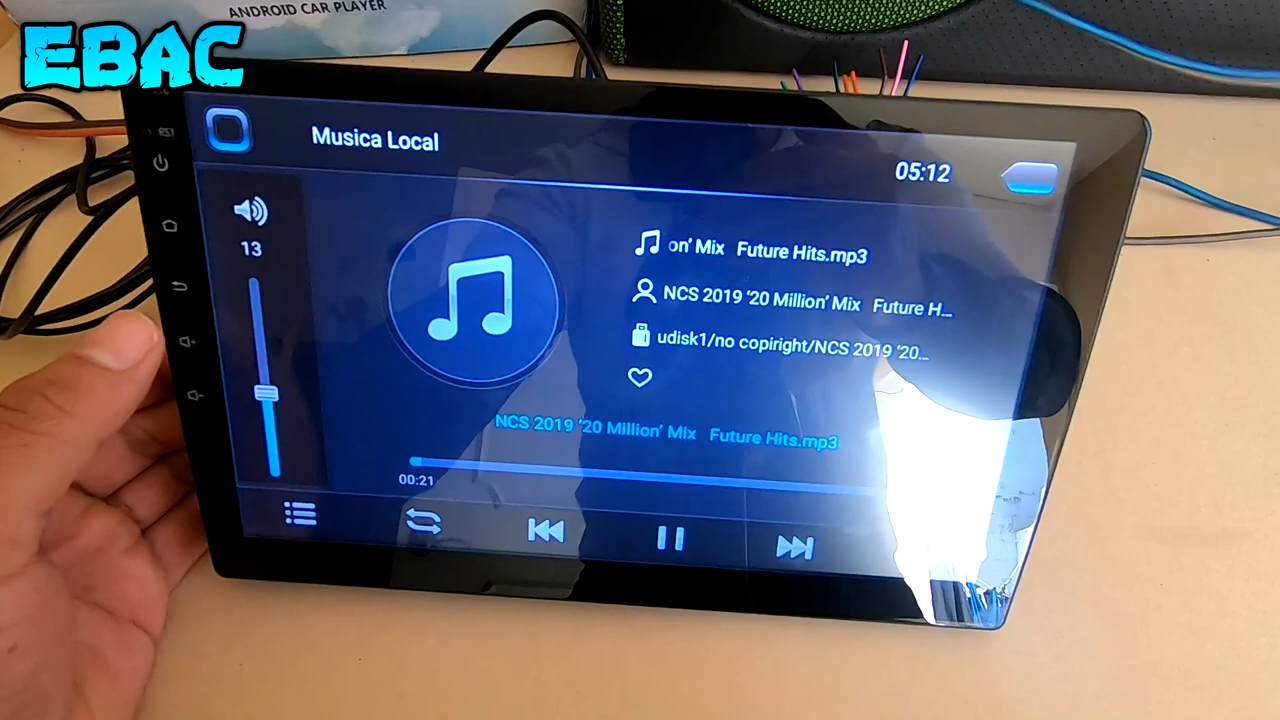 ANDROID CAR PLAYER
EBAC
Musica Local
05:12
13
on' Mix Future Hits.mp3
NCS 2019 '20 Million' Mix Future H...
udisk1/no copiright/NCS 2019 '20...
NCS 2019 '20 Million' Mix Future Hits.mp3
00:21